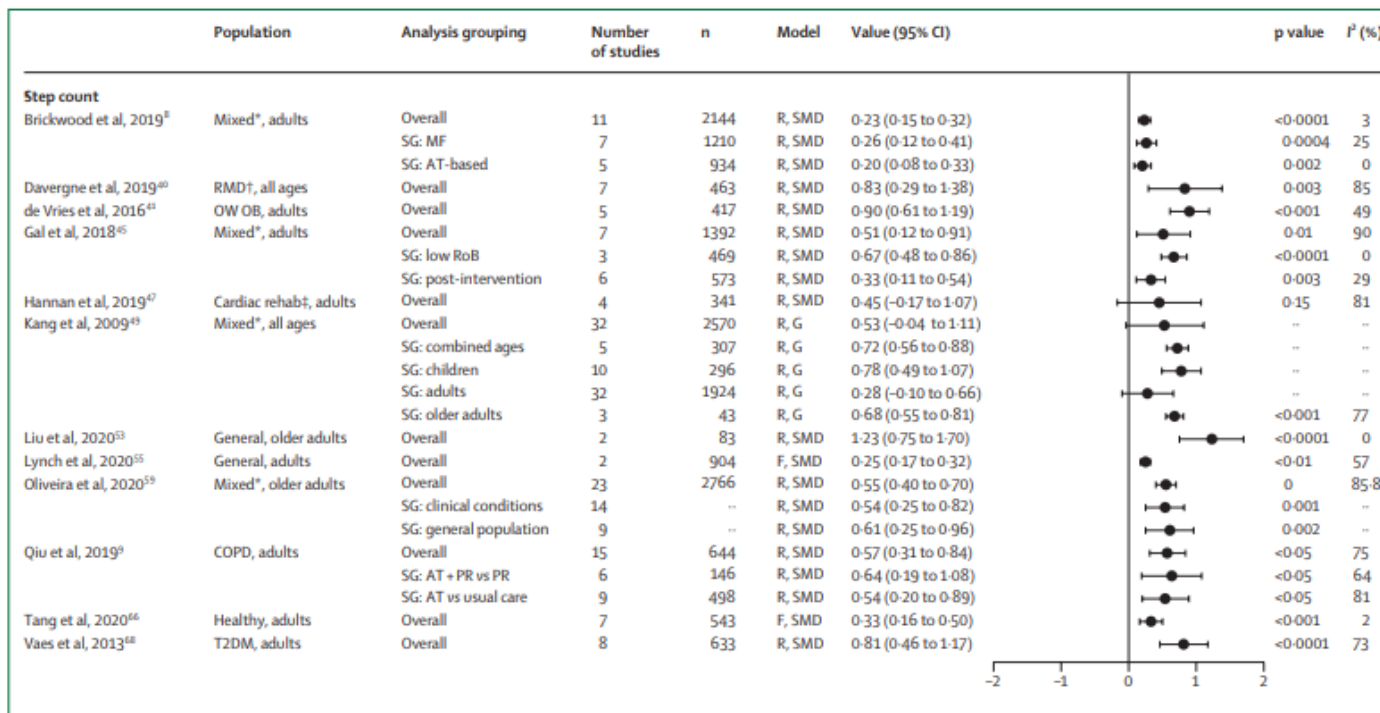 Population Analysis grouping Number of studies n Model Value (95% CI) p value I² (%)
Step count
Brickwood et al, 2019⁸ Mixed*, adults Overall 11 2144 R, SMD 0·23 (0·15 to 0·32) <0·0001 3
SG: MF 7 1210 R, SMD 0·26 (0·12 to 0·41) 0·0004 25
SG: AT-based 5 934 R, SMD 0·20 (0·08 to 0·33) 0·002 0
Davergne et al, 2019⁴⁰ RMD†, all ages Overall 7 463 R, SMD 0·83 (0·29 to 1·38) 0·003 85
de Vries et al, 2016⁴¹ OW OB, adults Overall 5 417 R, SMD 0·90 (0·61 to 1·19) <0·001 49
Gal et al, 2018⁴⁵ Mixed*, adults Overall 7 1392 R, SMD 0·51 (0·12 to 0·91) 0·01 90
SG: low RoB 3 469 R, SMD 0·67 (0·48 to 0·86) <0·0001 0
SG: post-intervention 6 573 R, SMD 0·33 (0·11 to 0·54) 0·003 29
Hannan et al, 2019⁴⁷ Cardiac rehab‡, adults Overall 4 341 R, SMD 0·45 (−0·17 to 1·07) 0·15 81
Kang et al, 2009⁴⁹ Mixed*, all ages Overall 32 2570 R, G 0·53 (−0·04 to 1·11) ·· ··
SG: combined ages 5 307 R, G 0·72 (0·56 to 0·88) ·· ··
SG: children 10 296 R, G 0·78 (0·49 to 1·07) ·· ··
SG: adults 32 1924 R, G 0·28 (−0·10 to 0·66) ·· ··
SG: older adults 3 43 R, G 0·68 (0·55 to 0·81) <0·001 77
Liu et al, 2020⁵³ General, older adults Overall 2 83 R, SMD 1·23 (0·75 to 1·70) <0·0001 0
Lynch et al, 2020⁵⁵ General, adults Overall 2 904 F, SMD 0·25 (0·17 to 0·32) <0·01 57
Oliveira et al, 2020⁵⁹ Mixed*, older adults Overall 23 2766 R, SMD 0·55 (0·40 to 0·70) 0 85·8
SG: clinical conditions 14 ·· R, SMD 0·54 (0·25 to 0·82) 0·001 ··
SG: general population 9 ·· R, SMD 0·61 (0·25 to 0·96) 0·002 ··
Qiu et al, 2019⁹ COPD, adults Overall 15 644 R, SMD 0·57 (0·31 to 0·84) <0·05 75
SG: AT + PR vs PR 6 146 R, SMD 0·64 (0·19 to 1·08) <0·05 64
SG: AT vs usual care 9 498 R, SMD 0·54 (0·20 to 0·89) <0·05 81
Tang et al, 2020⁶⁶ Healthy, adults Overall 7 543 F, SMD 0·33 (0·16 to 0·50) <0·001 2
Vaes et al, 2013⁶⁸ T2DM, adults Overall 8 633 R, SMD 0·81 (0·46 to 1·17) <0·0001 73
−2 −1 0 1 2